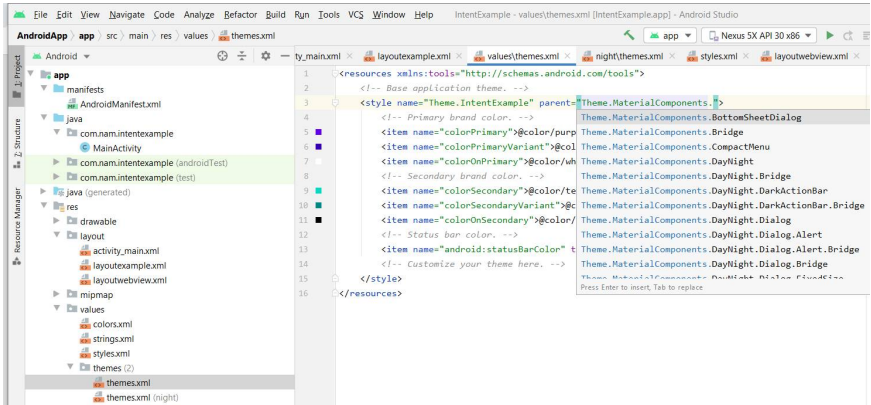 File Edit View Navigate Code Analyze Refactor Build Run Tools VCS Window Help IntentExample - values\themes.xml [IntentExample.app] - Android Studio
AndroidApp app src main res values themes.xml app Nexus 5X API 30 x86
Android ty_main.xml layoutexample.xml values\themes.xml night\themes.xml styles.xml layoutwebview.xml
1: Project
Z: Structure
Resource Manager
app
manifests
AndroidManifest.xml
java
com.nam.intentexample
MainActivity
com.nam.intentexample (androidTest)
com.nam.intentexample (test)
java (generated)
res
drawable
layout
activity_main.xml
layoutexample.xml
layoutwebview.xml
mipmap
values
colors.xml
strings.xml
styles.xml
themes (2)
themes.xml
themes.xml (night)
1 <resources xmlns:tools="http://schemas.android.com/tools">
2 <!-- Base application theme. -->
3 <style name="Theme.IntentExample" parent="Theme.MaterialComponents.">
4 <!-- Primary brand color. -->
5 <item name="colorPrimary">@color/purp
6 <item name="colorPrimaryVariant">@col
7 <item name="colorOnPrimary">@color/wh
8 <!-- Secondary brand color. -->
9 <item name="colorSecondary">@color/te
10 <item name="colorSecondaryVariant">@c
11 <item name="colorOnSecondary">@color/
12 <!-- Status bar color. -->
13 <item name="android:statusBarColor" t
14 <!-- Customize your theme here. -->
15 </style>
16 </resources>
Theme.MaterialComponents.BottomSheetDialog
Theme.MaterialComponents.Bridge
Theme.MaterialComponents.CompactMenu
Theme.MaterialComponents.DayNight
Theme.MaterialComponents.DayNight.Bridge
Theme.MaterialComponents.DayNight.DarkActionBar
Theme.MaterialComponents.DayNight.DarkActionBar.Bridge
Theme.MaterialComponents.DayNight.Dialog
Theme.MaterialComponents.DayNight.Dialog.Alert
Theme.MaterialComponents.DayNight.Dialog.Alert.Bridge
Theme.MaterialComponents.DayNight.Dialog.Bridge
Theme.MaterialComponents.DayNight.Dialog.FixedSize
Press Enter to insert, Tab to replace